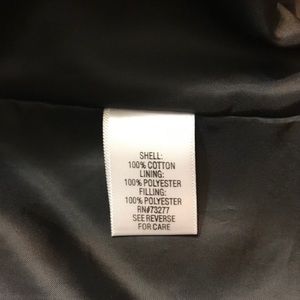 SHELL:
100% COTTON
LINING:
100% POLYESTER
FILLING:
100% POLYESTER
RN#73277
SEE REVERSE
FOR CARE